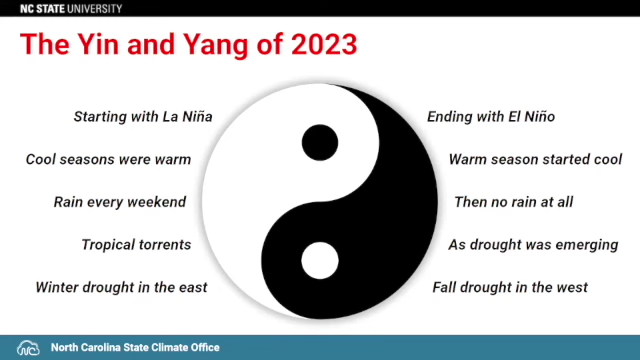 NC STATE UNIVERSITY
The Yin and Yang of 2023
Starting with La Niña
Ending with El Niño
Cool seasons were warm
Warm season started cool
Rain every weekend
Then no rain at all
Tropical torrents
As drought was emerging
Winter drought in the east
Fall drought in the west
NC
North Carolina State Climate Office